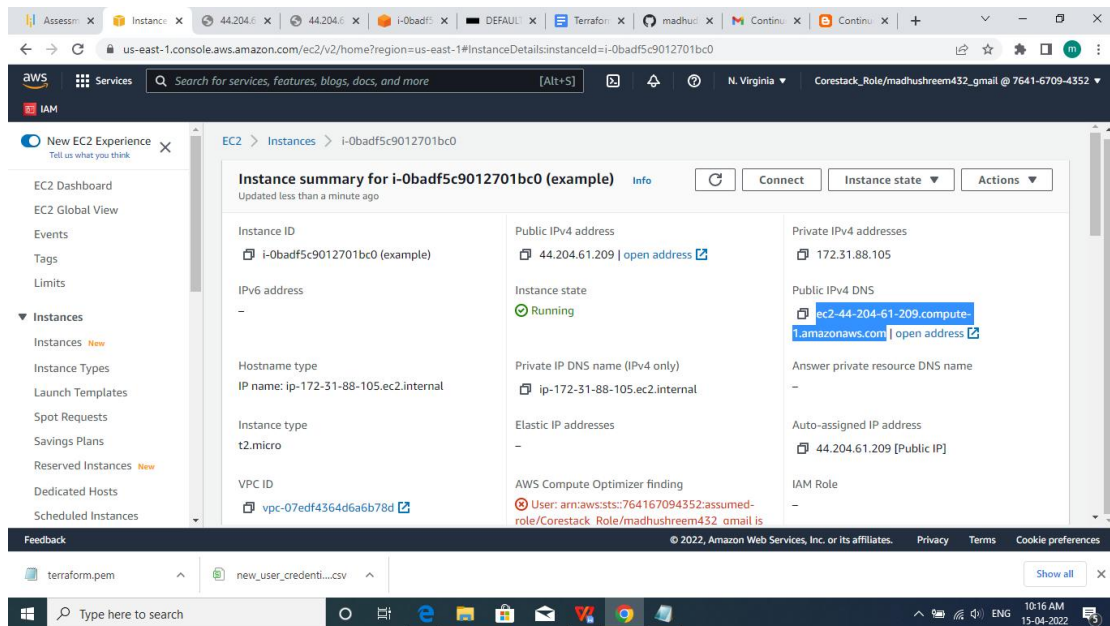 Assessm
Instance
44.204.6
44.204.6
i-0badf5
DEFAUL
Terrafor
madhud
Continu
Continu
us-east-1.console.aws.amazon.com/ec2/v2/home?region=us-east-1#InstanceDetails:instanceId=i-0badf5c9012701bc0
m
aws
Services
Search for services, features, blogs, docs, and more
[Alt+S]
N. Virginia
Corestack_Role/madhushreem432_gmail @ 7641-6709-4352
IAM
New EC2 Experience
Tell us what you think
EC2 Dashboard
EC2 Global View
Events
Tags
Limits
Instances
Instances New
Instance Types
Launch Templates
Spot Requests
Savings Plans
Reserved Instances New
Dedicated Hosts
Scheduled Instances
EC2 > Instances > i-0badf5c9012701bc0
Instance summary for i-0badf5c9012701bc0 (example) Info
Updated less than a minute ago
Connect
Instance state
Actions
Instance ID
i-0badf5c9012701bc0 (example)
Public IPv4 address
44.204.61.209 | open address
Private IPv4 addresses
172.31.88.105
IPv6 address
–
Instance state
Running
Public IPv4 DNS
ec2-44-204-61-209.compute-
1.amazonaws.com | open address
Hostname type
IP name: ip-172-31-88-105.ec2.internal
Private IP DNS name (IPv4 only)
ip-172-31-88-105.ec2.internal
Answer private resource DNS name
–
Instance type
t2.micro
Elastic IP addresses
–
Auto-assigned IP address
44.204.61.209 [Public IP]
VPC ID
vpc-07edf4364d6a6b78d
AWS Compute Optimizer finding
User: arn:aws:sts::764167094352:assumed-
role/Corestack_Role/madhushreem432_gmail is
IAM Role
–
Feedback
© 2022, Amazon Web Services, Inc. or its affiliates.
Privacy
Terms
Cookie preferences
terraform.pem
new_user_credenti....csv
Show all
Type here to search
ENG
10:16 AM
15-04-2022
5